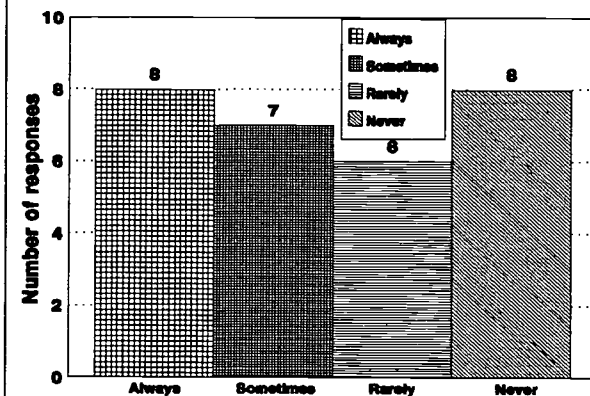 10
8
6
4
2
0
Number of responses
8
7
6
8
Always
Sometimes
Rarely
Never
Always
Sometimes
Rarely
Never